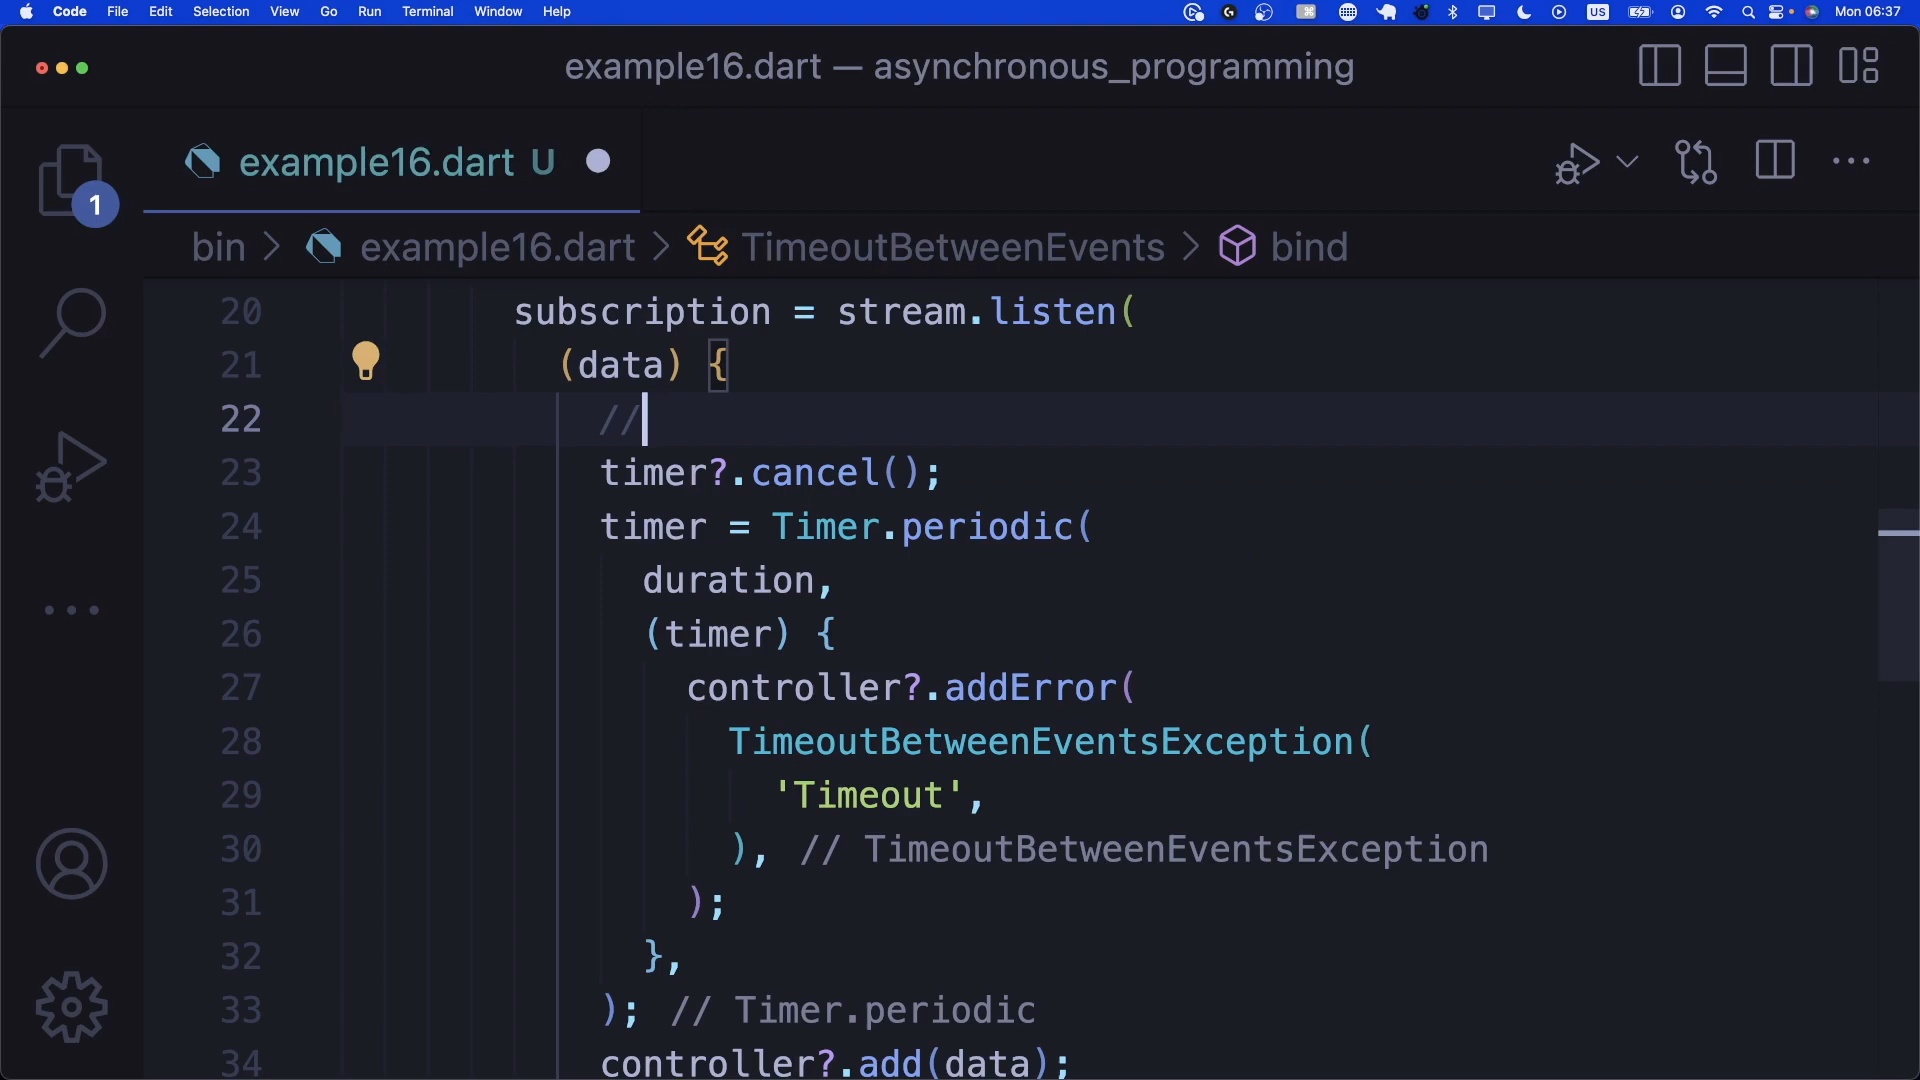 Code File Edit Selection View Go Run Terminal Window Help US Mon 06:37
example16.dart — asynchronous_programming
example16.dart U
1
bin > example16.dart > TimeoutBetweenEvents > bind
20 subscription = stream.listen(
21 (data) {
22 //
23 timer?.cancel();
24 timer = Timer.periodic(
25 duration,
26 (timer) {
27 controller?.addError(
28 TimeoutBetweenEventsException(
29 'Timeout',
30 ), // TimeoutBetweenEventsException
31 );
32 },
33 ); // Timer.periodic
34 controller?.add(data);